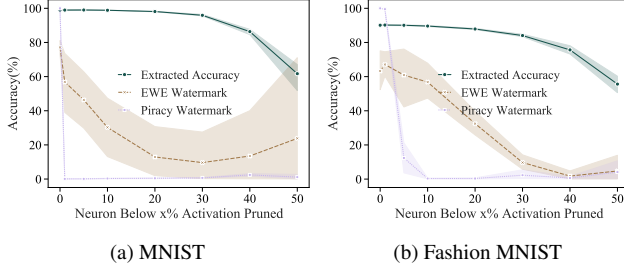 100
80
60
40
20
0
Accuracy(%)
Extracted Accuracy
EWE Watermark
Piracy Watermark
0 10 20 30 40 50
Neuron Below x% Activation Pruned
(a) MNIST
100
80
60
40
20
0
Accuracy(%)
Extracted Accuracy
EWE Watermark
Piracy Watermark
0 10 20 30 40 50
Neuron Below x% Activation Pruned
(b) Fashion MNIST